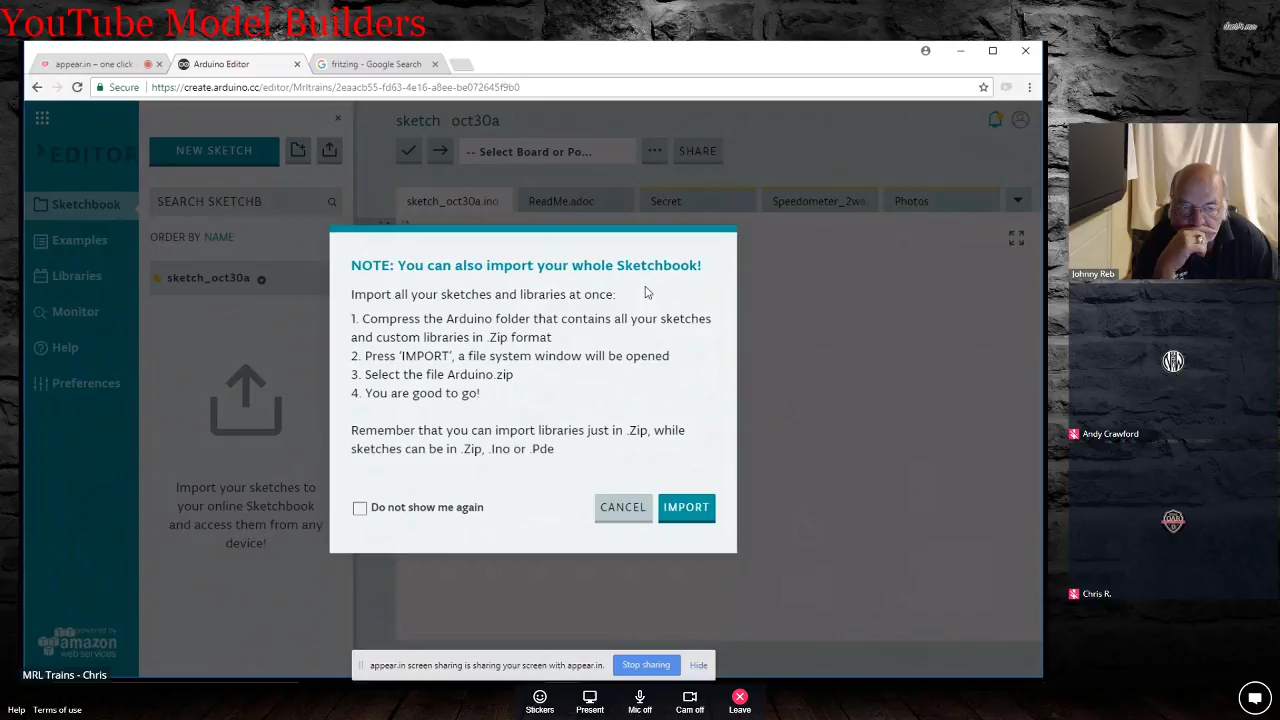 YouTube Model Builders
appear.in – one click
Arduino Editor
fritzing - Google Search
Secure
https://create.arduino.cc/editor/Mrltrains/2eaacb55-fd63-4e16-a8ee-be072645f9b0
EDITOR
NEW SKETCH
sketch_oct30a
-- Select Board or Po...
SHARE
Sketchbook
SEARCH SKETCHB
sketch_oct30a.ino
ReadMe.adoc
Secret
Speedometer_2wa
Photos
Examples
ORDER BY NAME
Libraries
sketch_oct30a
Monitor
Help
Preferences
Import your sketches to
your online Sketchbook
and access them from any
device!
powered by
amazon
web services
NOTE: You can also import your whole Sketchbook!
Import all your sketches and libraries at once:
1. Compress the Arduino folder that contains all your sketches
and custom libraries in .Zip format
2. Press ‘IMPORT’, a file system window will be opened
3. Select the file Arduino.zip
4. You are good to go!
Remember that you can import libraries just in .Zip, while
sketches can be in .Zip, .Ino or .Pde
Do not show me again
CANCEL
IMPORT
appear.in screen sharing is sharing your screen with appear.in.
Stop sharing
Hide
MRL Trains - Chris
Johnny Reb
Andy Crawford
Chris R.
Help
Terms of use
Stickers
Present
Mic off
Cam off
Leave